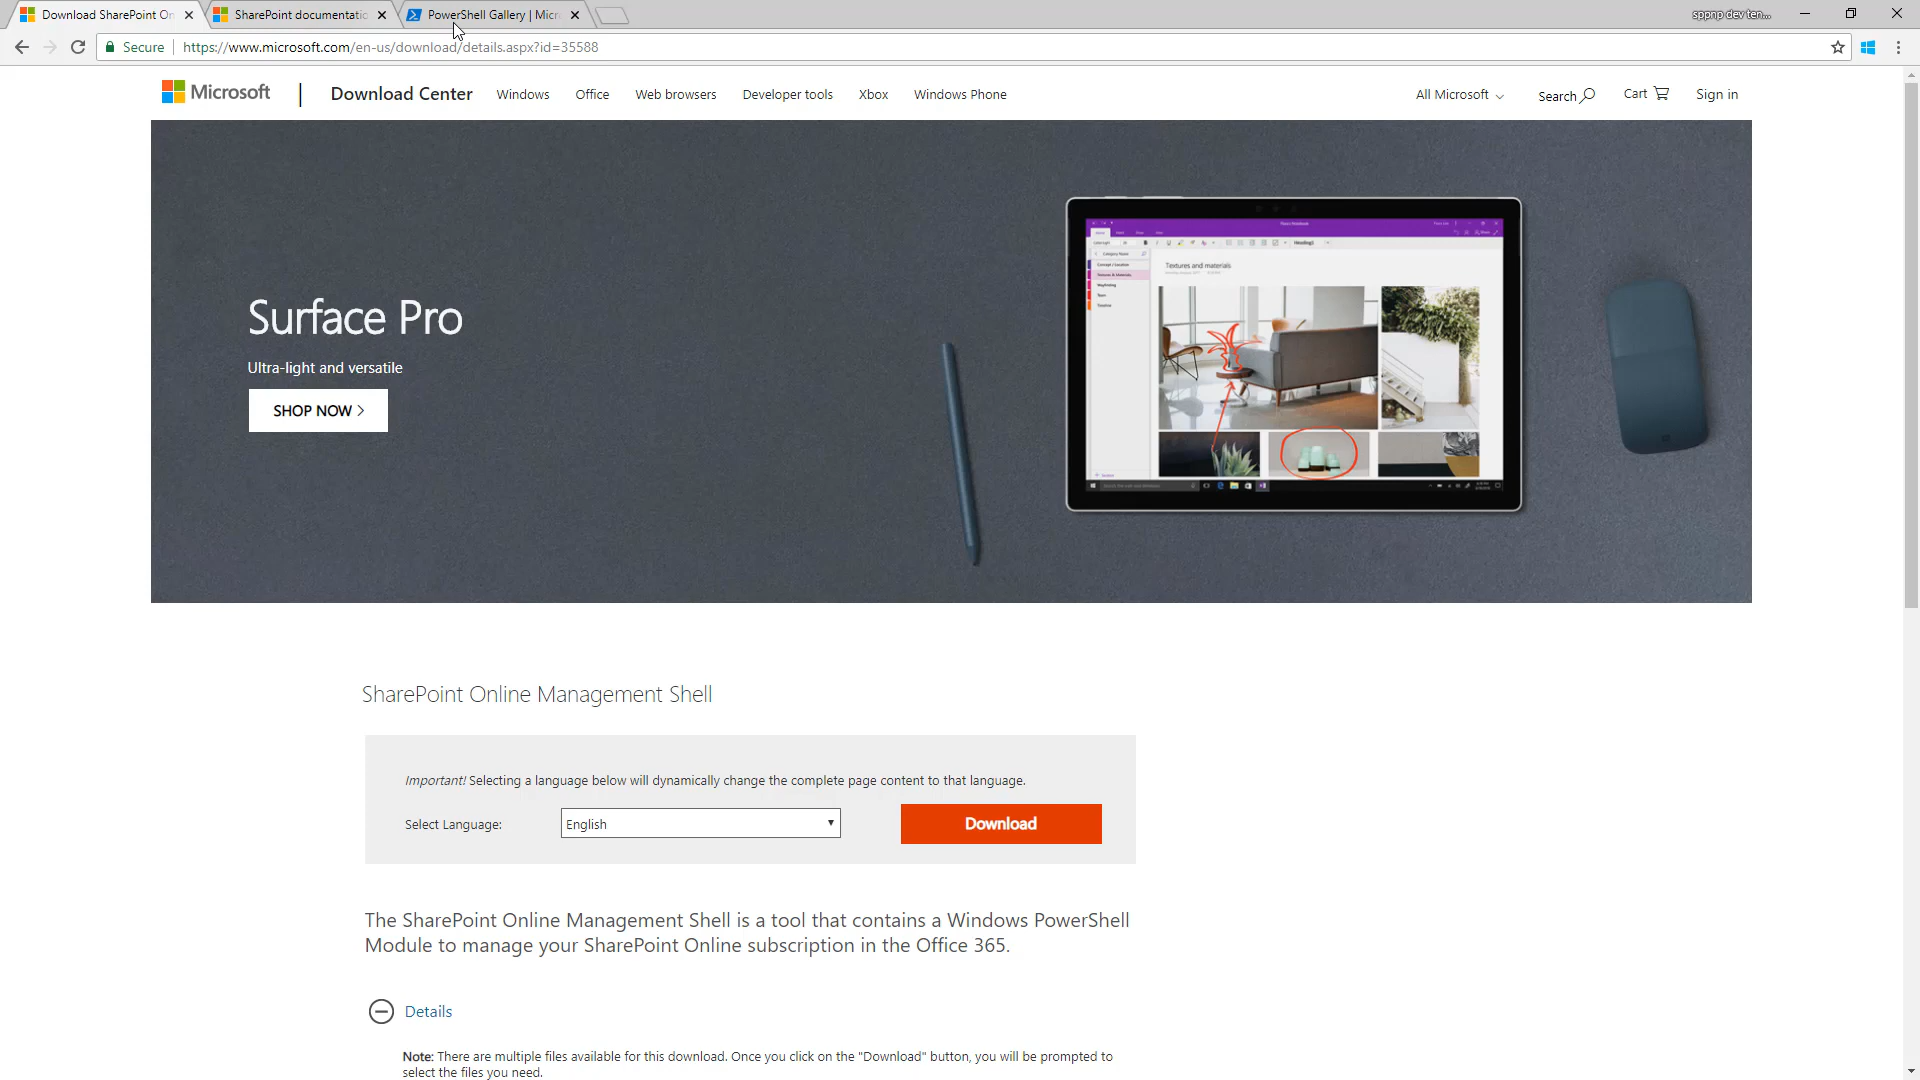 Download SharePoint On
SharePoint documentatio
PowerShell Gallery | Micr
sppnp dev ten...
Secure
https://www.microsoft.com/en-us/download/details.aspx?id=35588
Microsoft
Download Center
Windows
Office
Web browsers
Developer tools
Xbox
Windows Phone
All Microsoft
Search
Cart
Sign in
Surface Pro
Ultra-light and versatile
SHOP NOW
Textures and materials
SharePoint Online Management Shell
Important! Selecting a language below will dynamically change the complete page content to that language.
Select Language:
English
Download
The SharePoint Online Management Shell is a tool that contains a Windows PowerShell
Module to manage your SharePoint Online subscription in the Office 365.
Details
Note: There are multiple files available for this download. Once you click on the "Download" button, you will be prompted to
select the files you need.